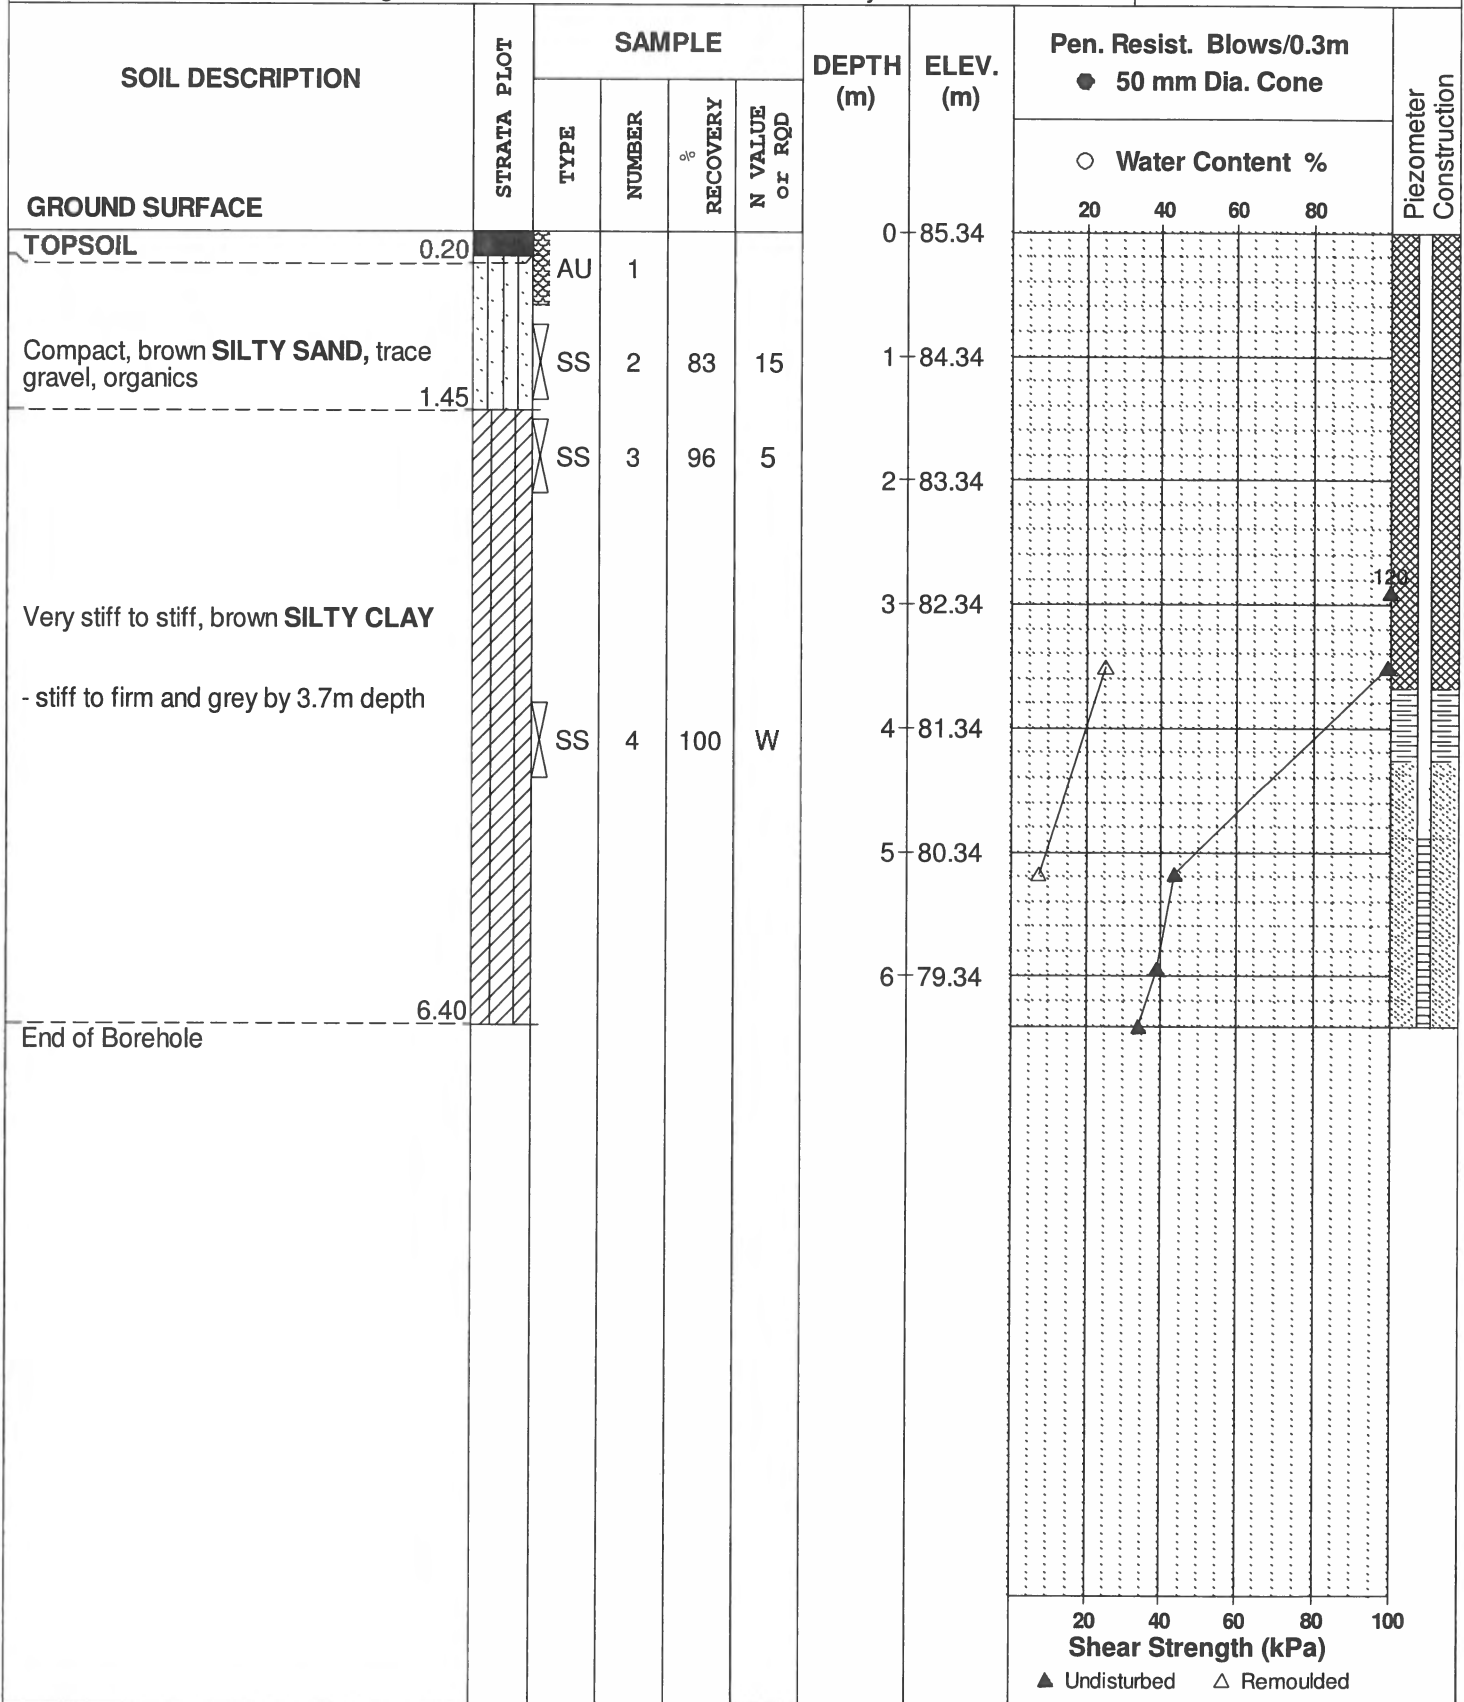 SOIL DESCRIPTION
GROUND SURFACE
STRATA PLOT
SAMPLE
TYPE
NUMBER
% RECOVERY
N VALUE
or RQD
DEPTH
(m)
ELEV.
(m)
Pen. Resist. Blows/0.3m
● 50 mm Dia. Cone
○ Water Content %
20 40 60 80
Piezometer
Construction
TOPSOIL 0.20
AU 1
0 85.34
Compact, brown SILTY SAND, trace
gravel, organics
1.45
SS 2 83 15
1 84.34
SS 3 96 5
2 83.34
120
Very stiff to stiff, brown SILTY CLAY
3 82.34
- stiff to firm and grey by 3.7m depth
SS 4 100 W
4 81.34
5 80.34
6 79.34
6.40
End of Borehole
20 40 60 80 100
Shear Strength (kPa)
▲ Undisturbed △ Remoulded